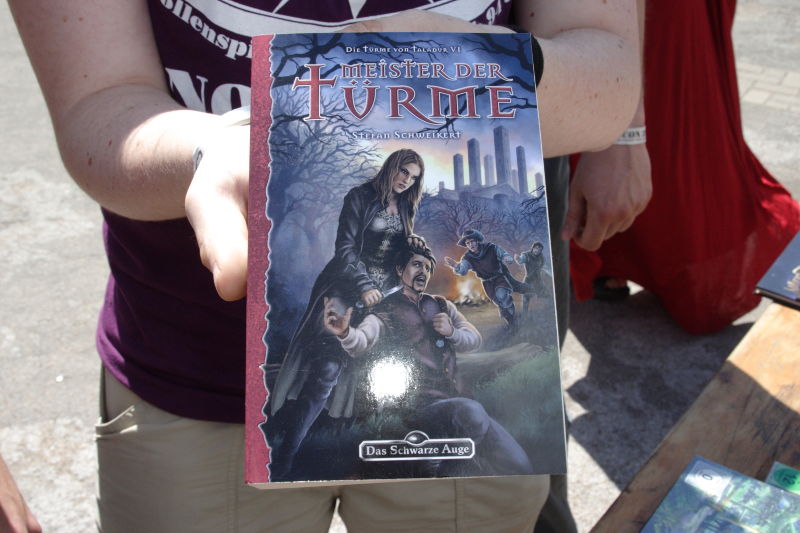 DIE TÜRME VON TALADUR VI
MEISTER DER
TÜRME
STEFAN SCHWEIKERT
Das Schwarze Auge